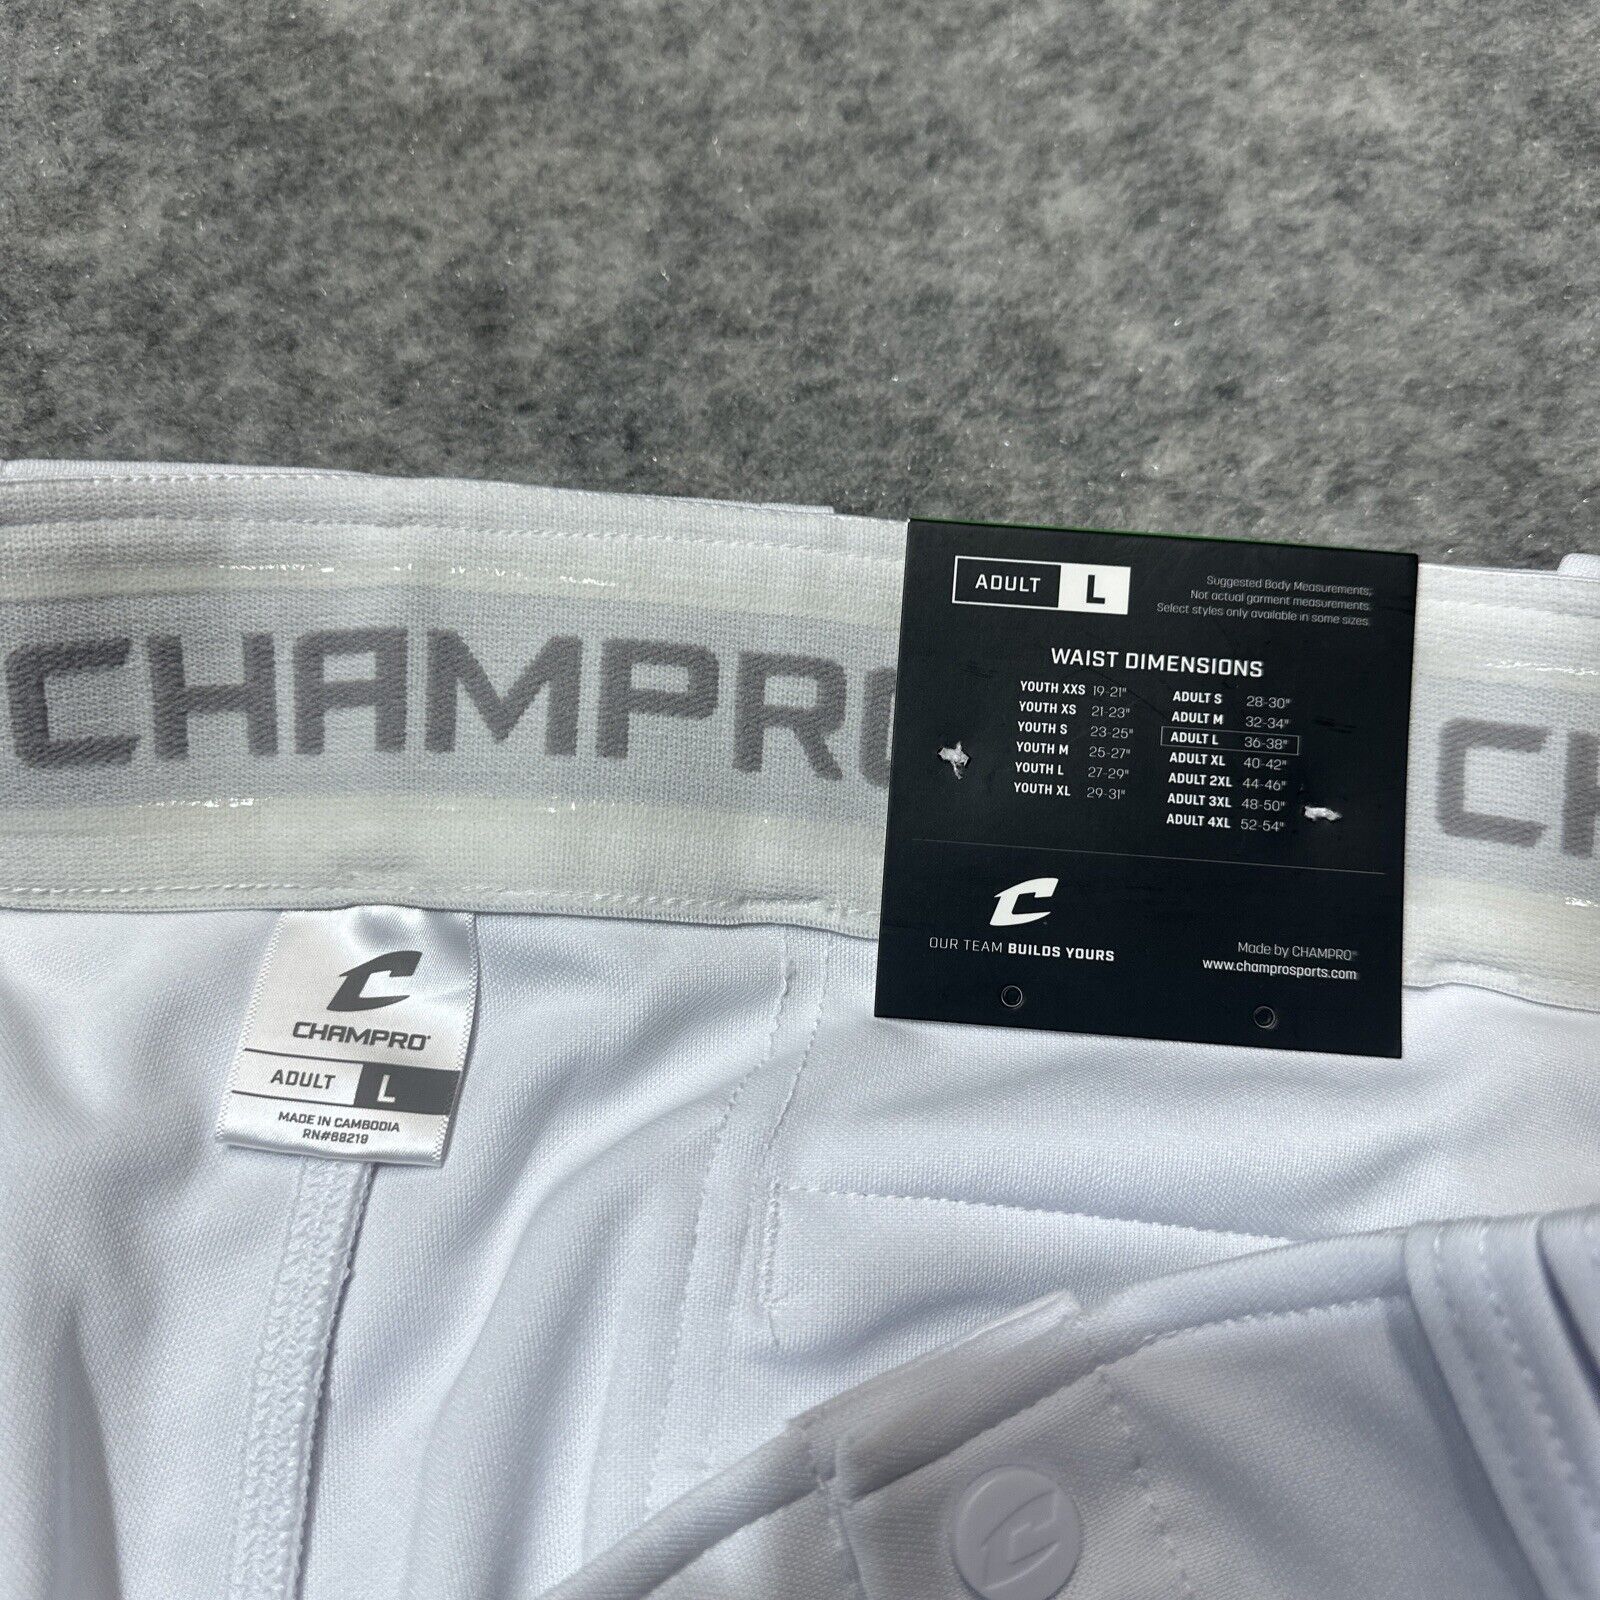 CHAMPRO
C
ADULT L
Suggested Body Measurements;
Not actual garment measurements.
Select styles only available in some sizes.
WAIST DIMENSIONS
YOUTH XXS 19-21"
YOUTH XS 21-23"
YOUTH S 23-25"
YOUTH M 25-27"
YOUTH L 27-29"
YOUTH XL 29-31"
ADULT S 28-30"
ADULT M 32-34"
ADULT L 36-38"
ADULT XL 40-42"
ADULT 2XL 44-46"
ADULT 3XL 48-50"
ADULT 4XL 52-54"
OUR TEAM BUILDS YOURS
Made by CHAMPRO®
www.champrosports.com
CHAMPRO®
ADULT L
MADE IN CAMBODIA
RN#89219